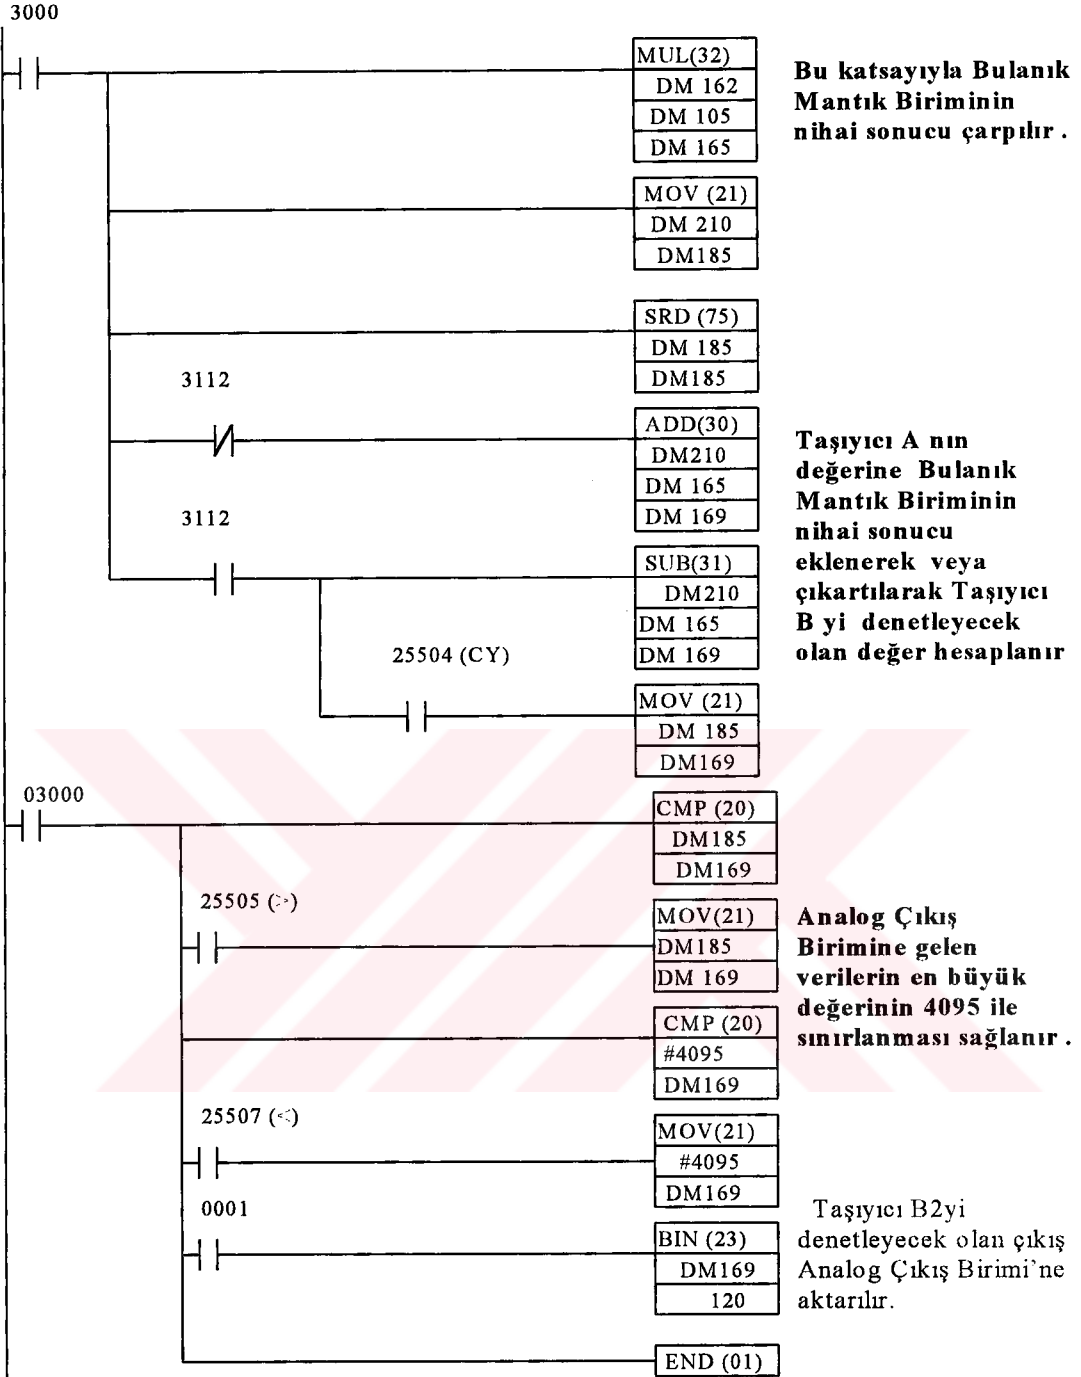 3000
MUL(32)
DM 162
DM 105
DM 165
Bu katsayıyla Bulanık
Mantık Biriminin
nihai sonucu çarpılır .
MOV (21)
DM 210
DM185
SRD (75)
DM 185
DM185
3112
ADD(30)
DM210
DM 165
DM 169
3112
SUB(31)
DM210
DM 165
DM 169
Taşıyıcı A nın
değerine Bulanık
Mantık Biriminin
nihai sonucu
eklenerek veya
çıkartılarak Taşıyıcı
B yi denetleyecek
olan değer hesaplanır
25504 (CY)
MOV (21)
DM 185
DM169
03000
CMP (20)
DM185
DM169
25505 (>)
MOV(21)
DM185
DM 169
Analog Çıkış
Birimine gelen
verilerin en büyük
değerinin 4095 ile
sınırlanması sağlanır .
CMP (20)
#4095
DM169
25507 (<)
MOV(21)
#4095
DM169
0001
BIN (23)
DM169
120
Taşıyıcı B2yi
denetleyecek olan çıkış
Analog Çıkış Birimi'ne
aktarılır.
END (01)